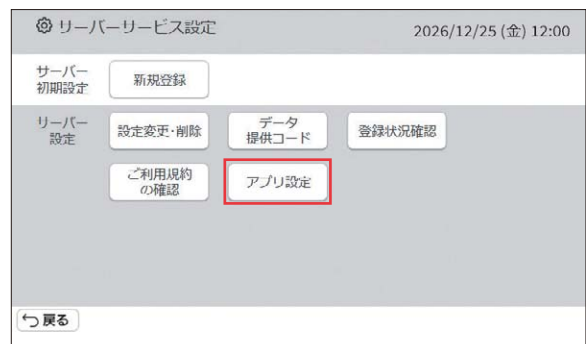 リーバーサービス設定
2026/12/25 (金) 12:00
サーバー
初期設定
新規登録
リーバー
設定
設定変更・削除
データ
提供コード
登録状況確認
ご利用規約
の確認
アプリ設定
戻る